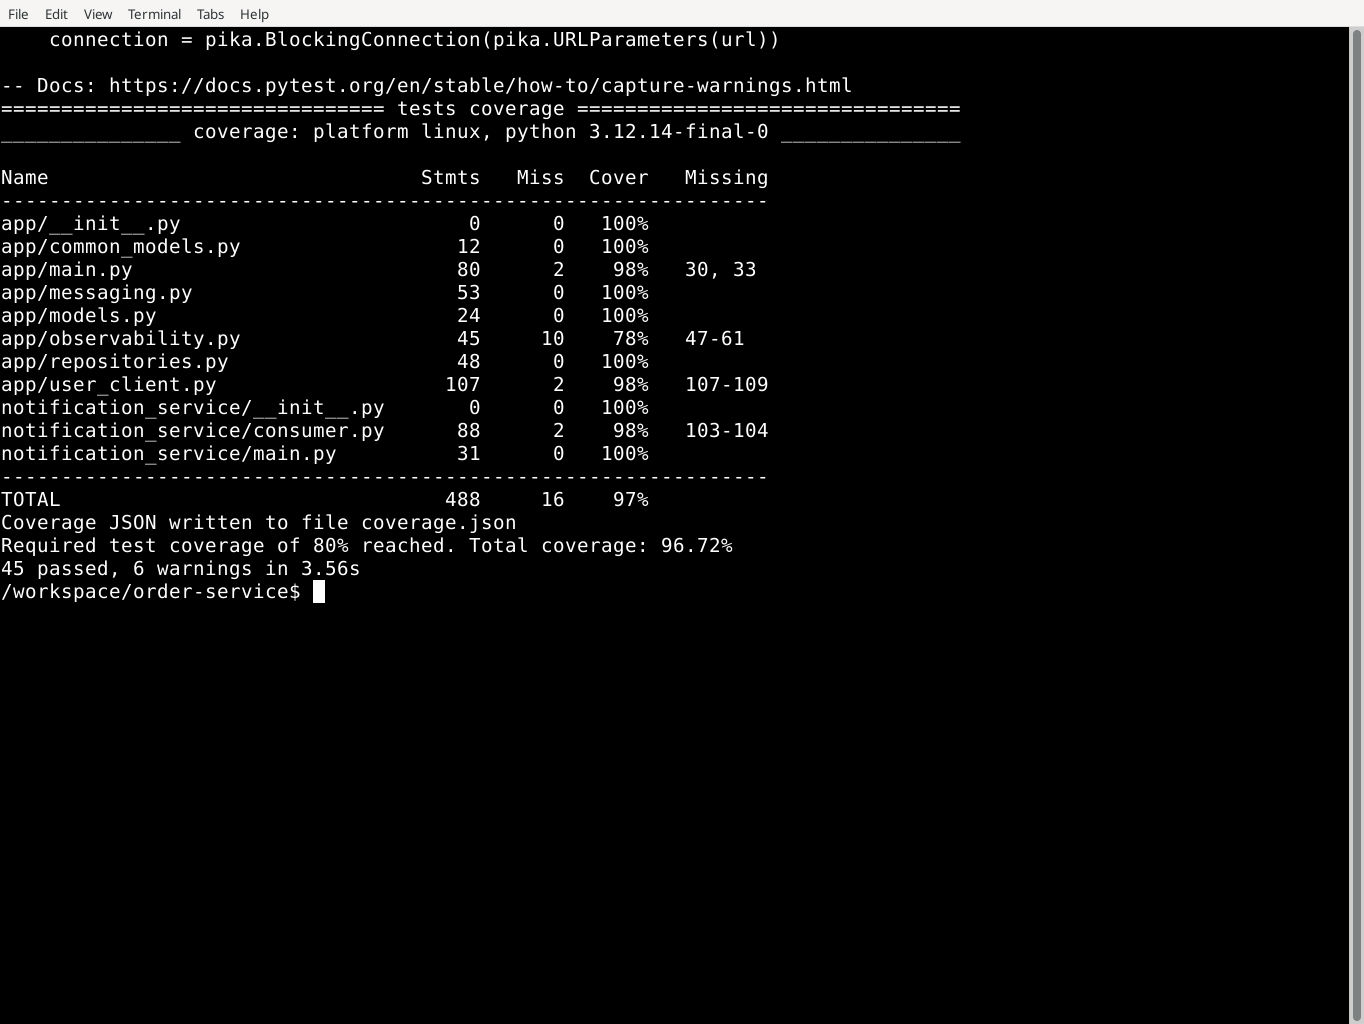 File Edit View Terminal Tabs Help
    connection = pika.BlockingConnection(pika.URLParameters(url))

-- Docs: https://docs.pytest.org/en/stable/how-to/capture-warnings.html
================================ tests coverage ================================
_______________ coverage: platform linux, python 3.12.14-final-0 _______________

Name                               Stmts   Miss  Cover   Missing
----------------------------------------------------------------
app/__init__.py                        0      0   100%
app/common_models.py                  12      0   100%
app/main.py                           80      2    98%   30, 33
app/messaging.py                      53      0   100%
app/models.py                         24      0   100%
app/observability.py                  45     10    78%   47-61
app/repositories.py                   48      0   100%
app/user_client.py                   107      2    98%   107-109
notification_service/__init__.py       0      0   100%
notification_service/consumer.py      88      2    98%   103-104
notification_service/main.py          31      0   100%
----------------------------------------------------------------
TOTAL                                488     16    97%
Coverage JSON written to file coverage.json
Required test coverage of 80% reached. Total coverage: 96.72%
45 passed, 6 warnings in 3.56s
/workspace/order-service$